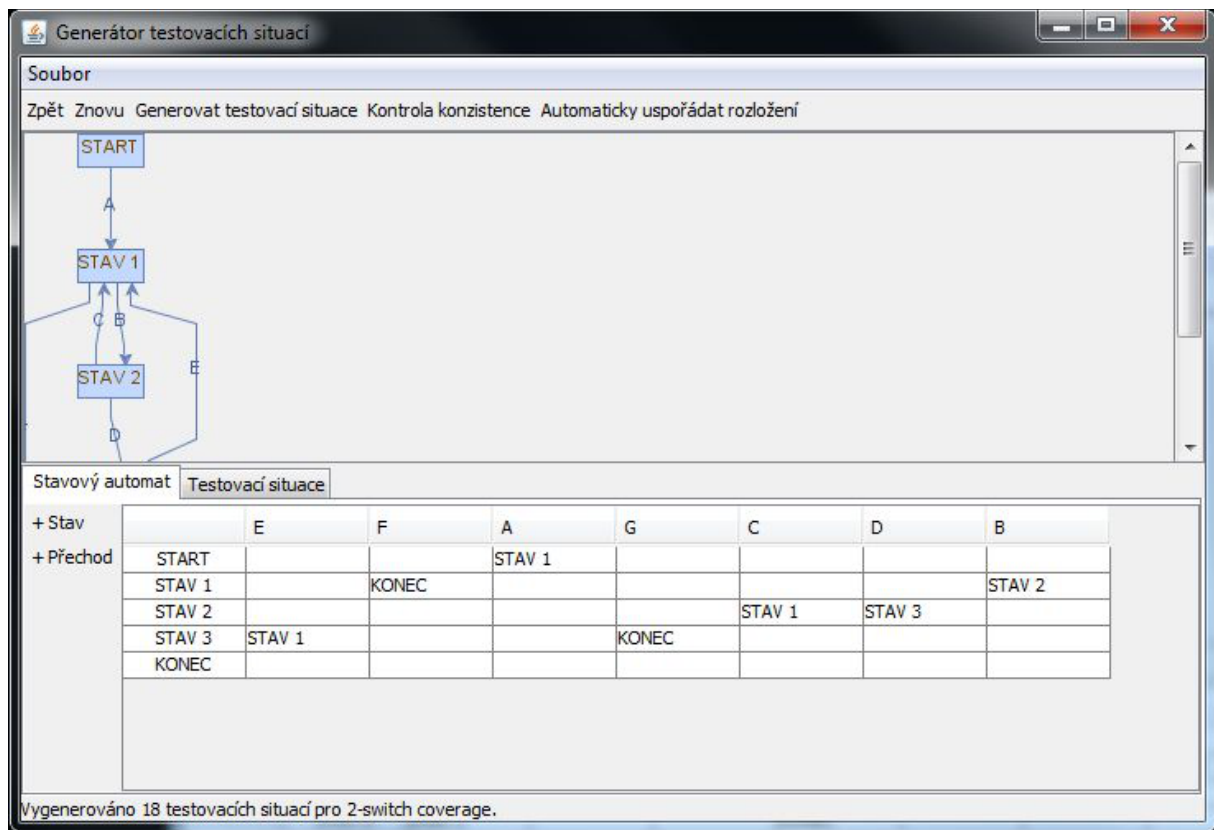 Generátor testovacích situací
Soubor
Zpět Znovu Generovat testovací situace Kontrola konzistence Automaticky uspořádat rozložení
START
A
STAV 1
C B
E
STAV 2
D
Stavový automat Testovací situace
+ Stav E F A G C D B
+ Přechod START STAV 1
STAV 1 KONEC STAV 2
STAV 2 STAV 1 STAV 3
STAV 3 STAV 1 KONEC
KONEC
Vygenerováno 18 testovacích situací pro 2-switch coverage.